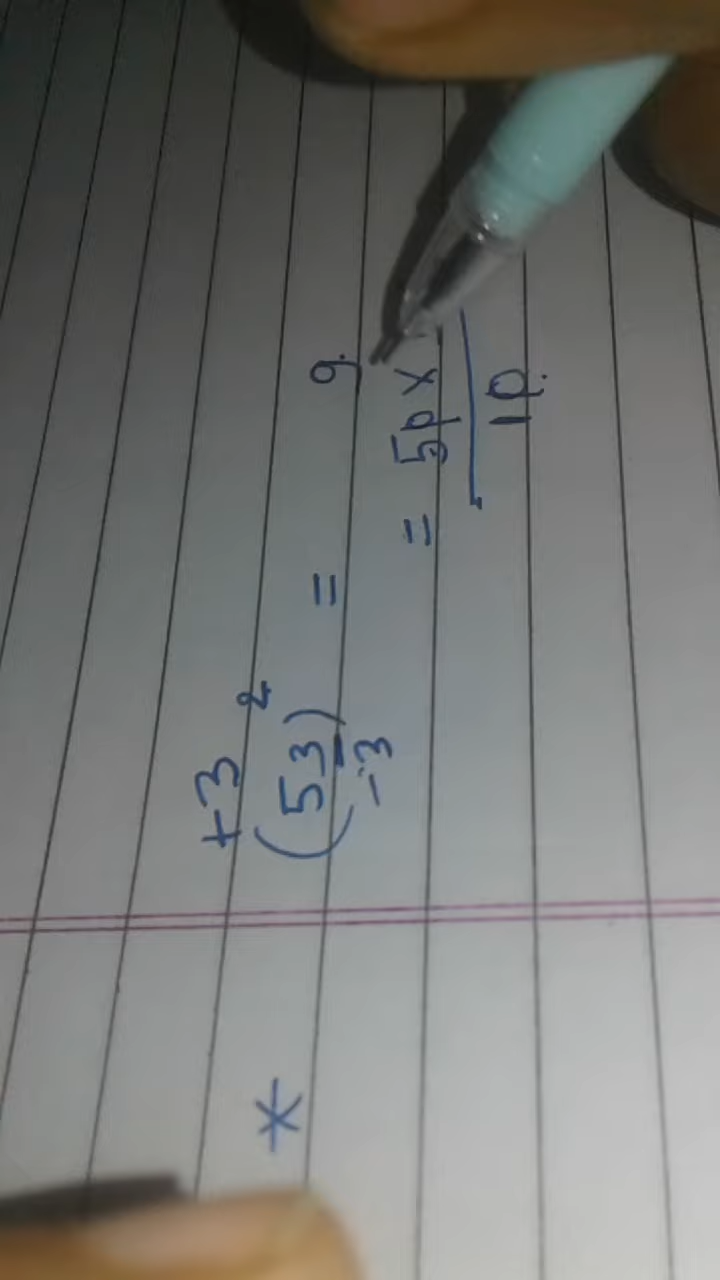 +3
* (53)² = 9.
-3
= 50 ×
10.